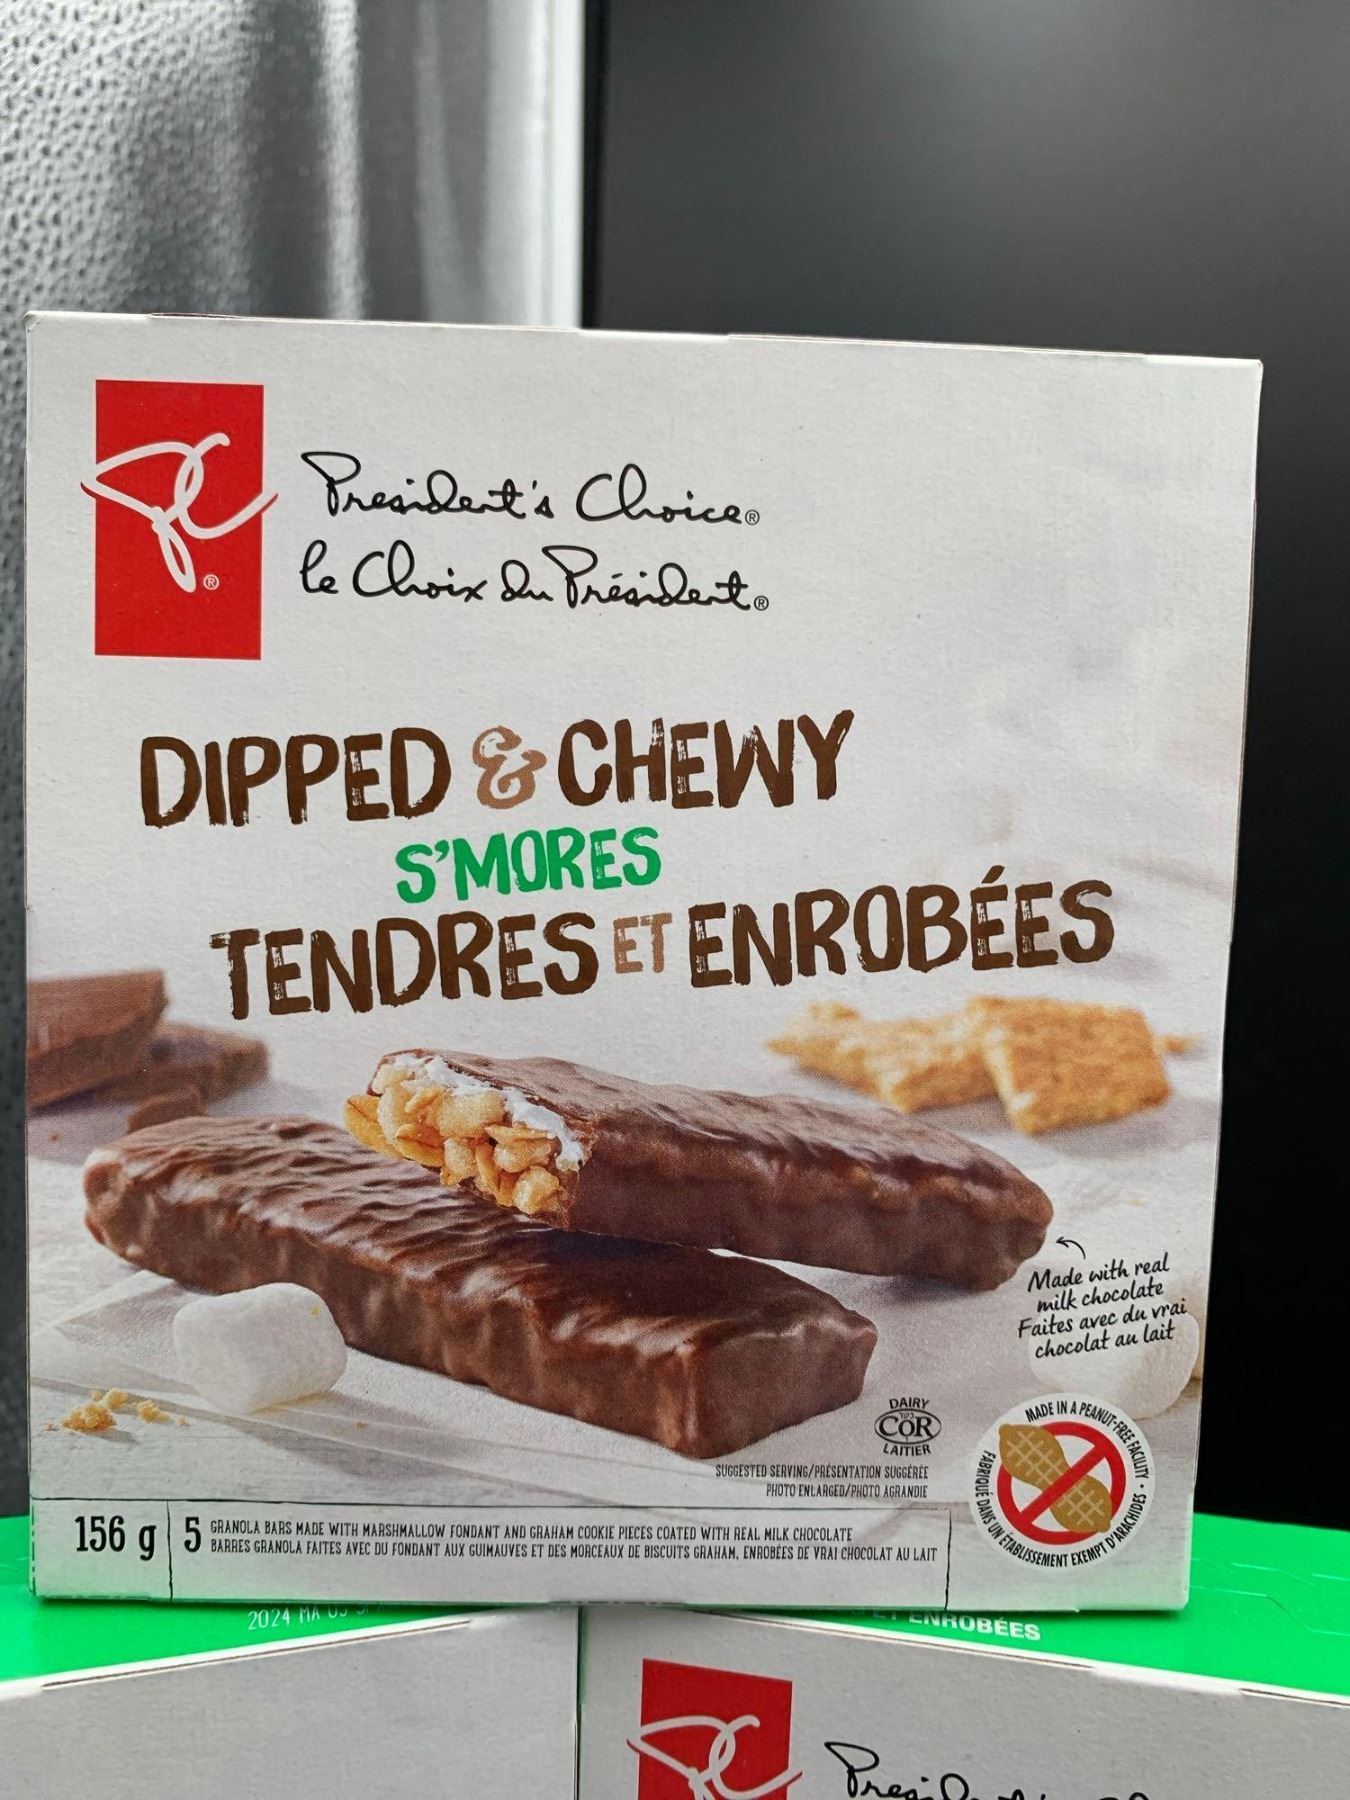 President's Choice®
le Choix du Président®
DIPPED & CHEWY
S'MORES
TENDRES ET ENROBÉES
Made with real
milk chocolate
Faites avec du vrai
chocolat au lait
DAIRY
COR
LAITIER
SUGGESTED SERVING/PRÉSENTATION SUGGÉRÉE
PHOTO ENLARGED/PHOTO AGRANDIE
MADE IN A PEANUT-FREE FACILITY •
FABRIQUÉ DANS UN ÉTABLISSEMENT EXEMPT D'ARACHIDES •
156 g
5 GRANOLA BARS MADE WITH MARSHMALLOW FONDANT AND GRAHAM COOKIE PIECES COATED WITH REAL MILK CHOCOLATE
BARRES GRANOLA FAITES AVEC DU FONDANT AUX GUIMAUVES ET DES MORCEAUX DE BISCUITS GRAHAM, ENROBÉES DE VRAI CHOCOLAT AU LAIT
2024 MA
ET ENROBÉES